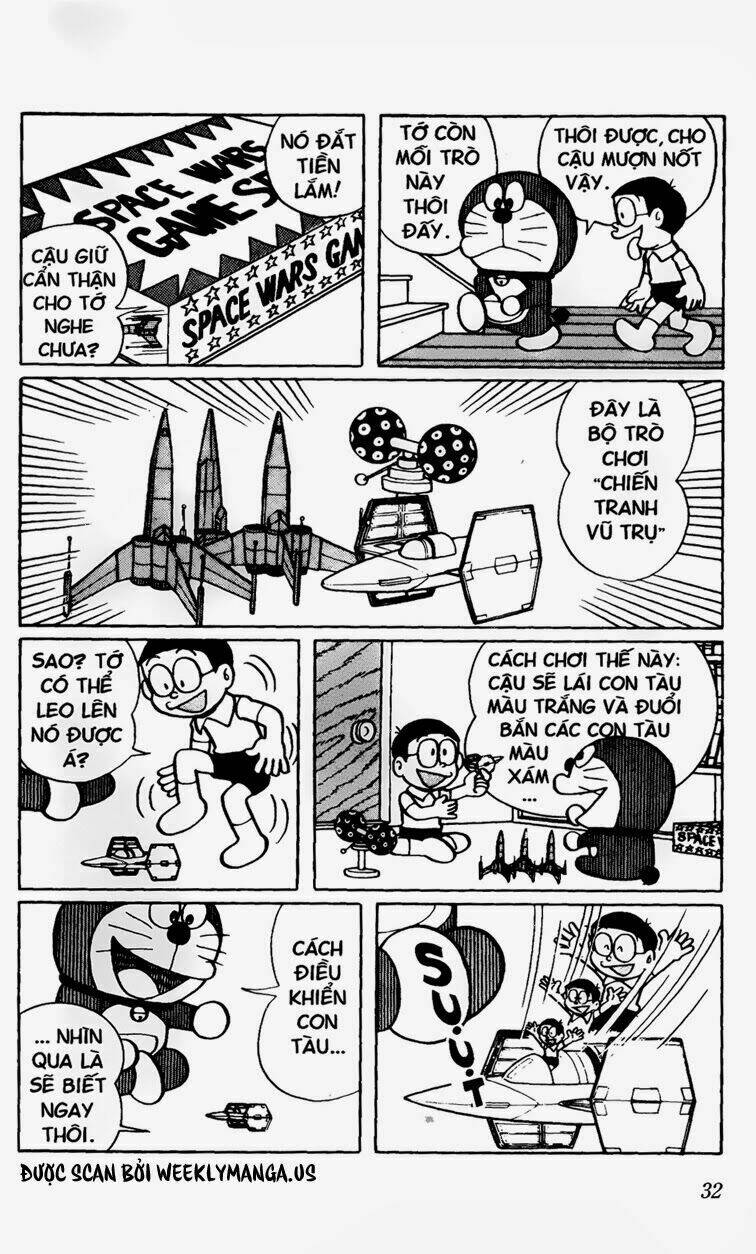 THÔI ĐƯỢC, CHO
CẬU MƯỢN NỐT
VẬY.
TỚ CÒN
MỖI TRÒ
NÀY
THÔI
ĐẤY.
NÓ ĐẮT
TIỀN
LẮM!
SPACE WARS
GAME SE
SPACE WARS GAM
CẬU GIỮ
CẨN THẬN
CHO TỚ
NGHE
CHƯA?
ĐÂY LÀ
BỘ TRÒ
CHƠI
“CHIẾN
TRANH
VŨ TRỤ”
CÁCH CHƠI THẾ NÀY:
CẬU SẼ LÁI CON TÀU
MÀU TRẮNG VÀ ĐUỔI
BẮN CÁC CON TÀU
MÀU
XÁM
...
SPACE
SAO? TỚ
CÓ THỂ
LEO LÊN
NÓ ĐƯỢC
Á?
SỤ.Ụ.T
CÁCH
ĐIỀU
KHIỂN
CON
TÀU...
... NHÌN
QUA LÀ
SẼ BIẾT
NGAY
THÔI.
ĐƯỢC SCAN BỞI WEEKLYMANGA.US
32